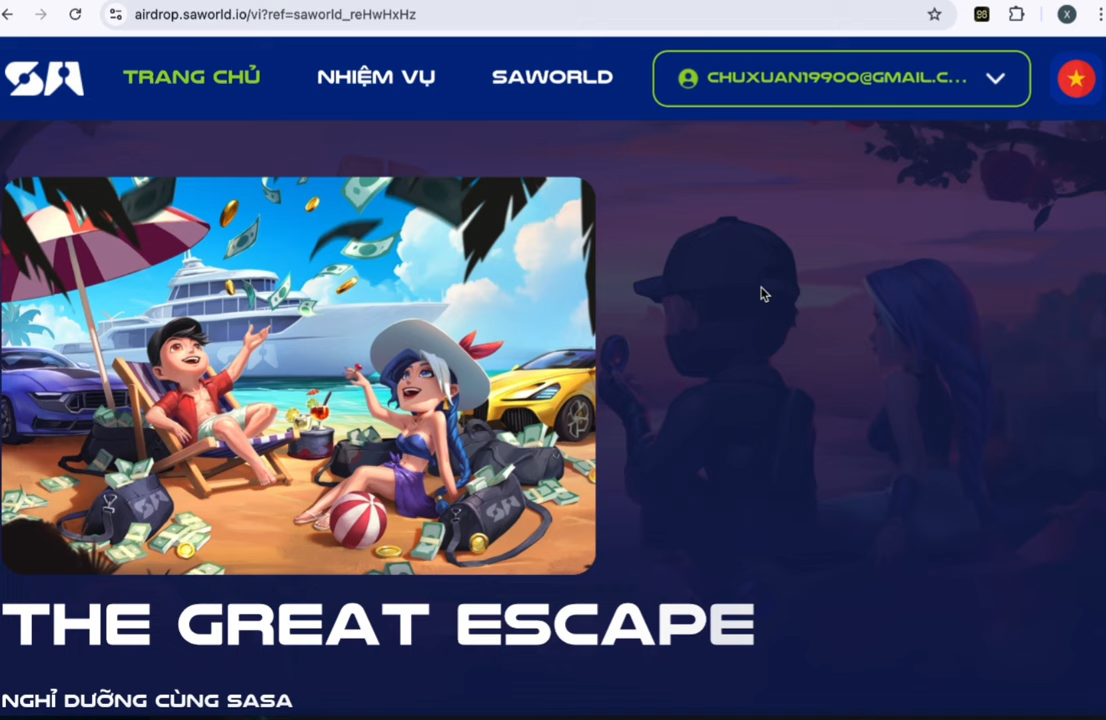 airdrop.saworld.io/vi?ref=saworld_reHwHxHz
X
SA
TRANG CHỦ
NHIỆM VỤ
SAWORLD
CHUXUAN19900@GMAIL.C...
THE GREAT ESCAPE
NGHỈ DƯỠNG CÙNG SASA